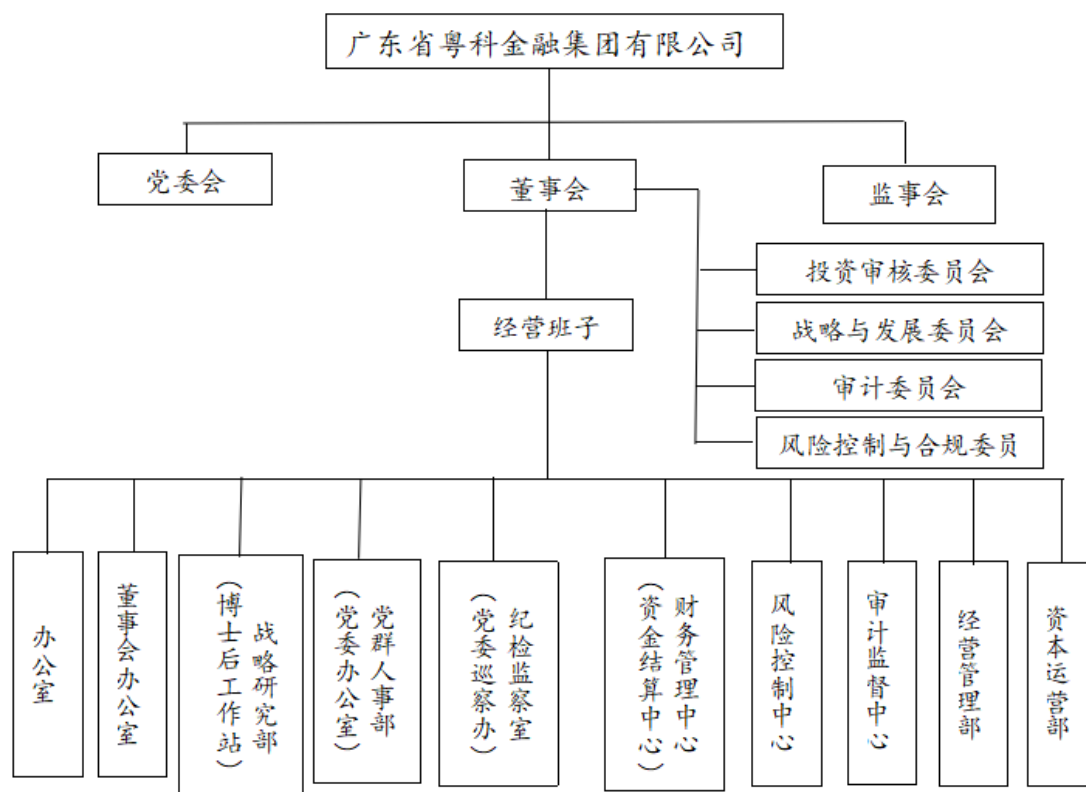 广东省粤科金融集团有限公司
党委会
董事会
监事会
投资审核委员会
经营班子
战略与发展委员会
审计委员会
风险控制与合规委员
办公室
董事会办公室
战略研究部
(博士后工作站)
党群人事部
(党委办公室)
纪检监察室
(党委巡察办)
财务管理中心
(资金结算中心)
风险控制中心
审计监督中心
经营管理部
资本运营部